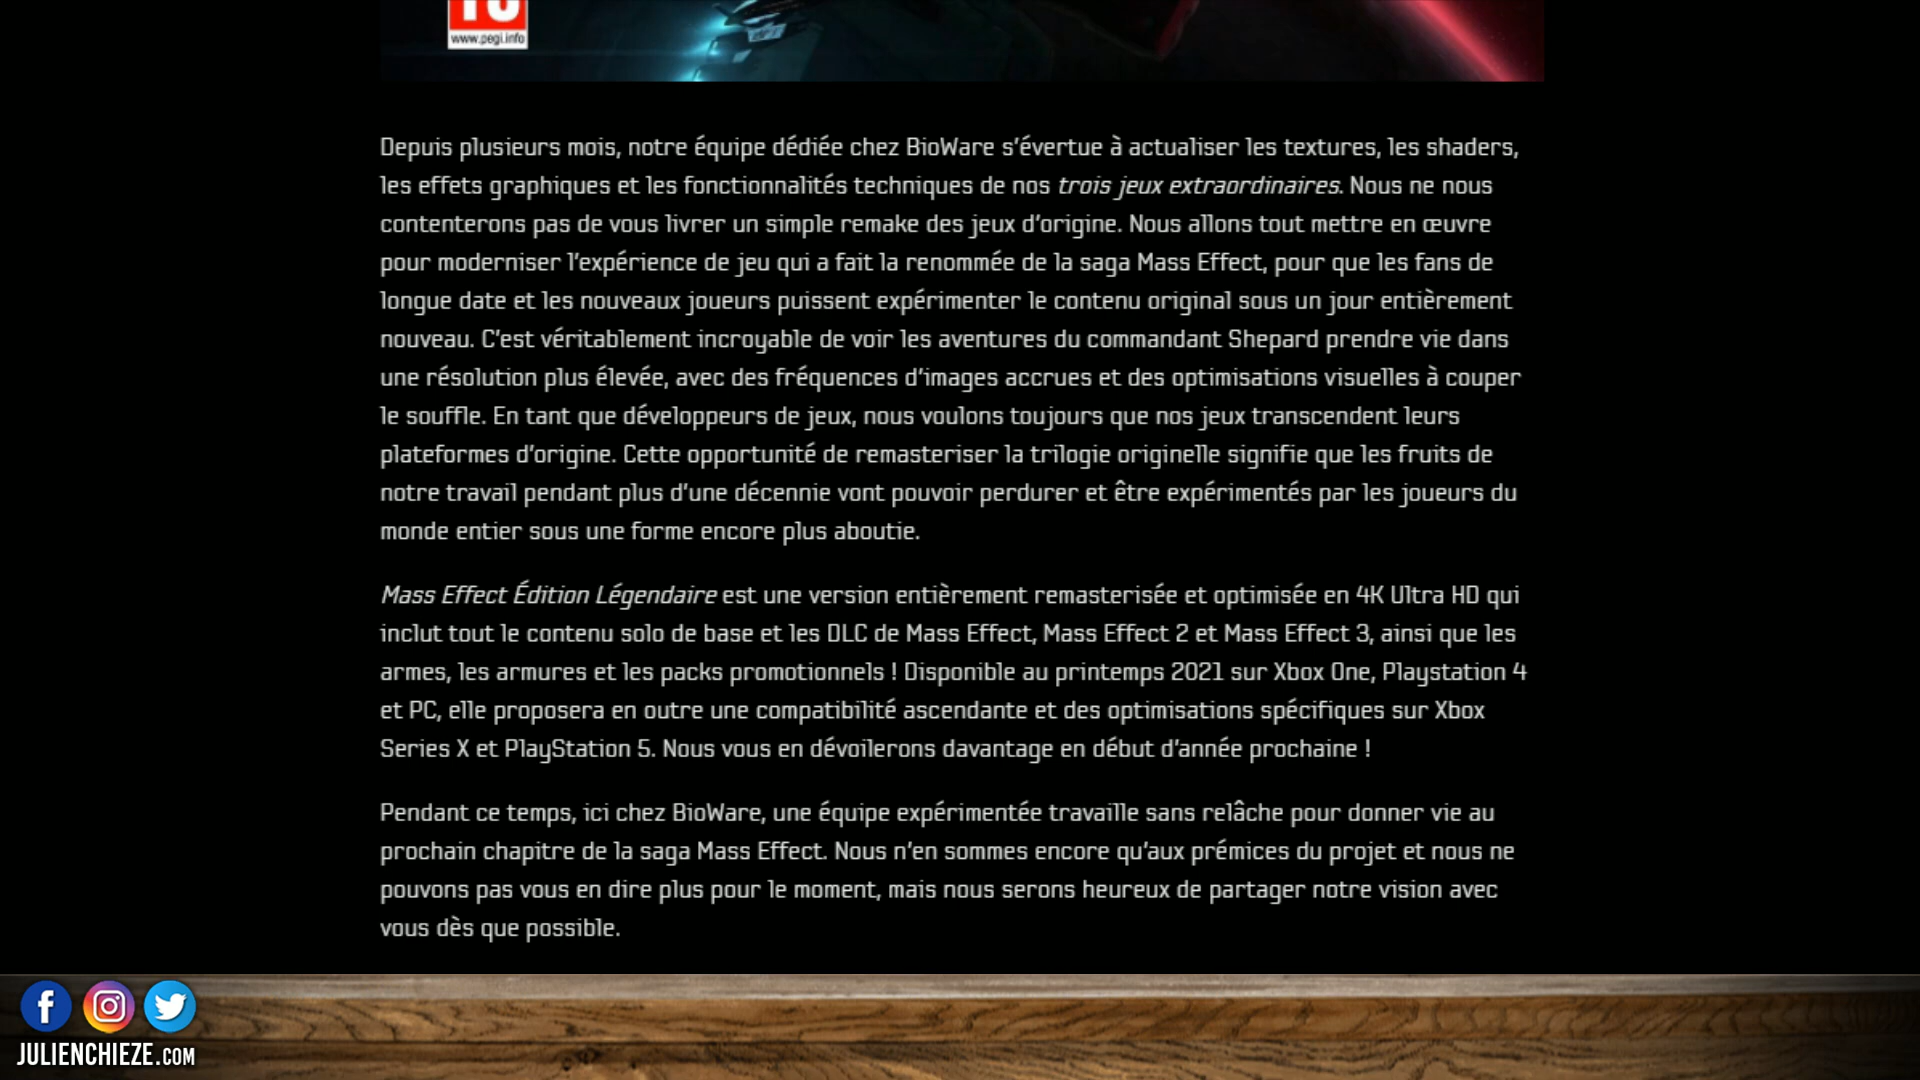 www.pegi.info
Depuis plusieurs mois, notre équipe dédiée chez BioWare s’évertue à actualiser les textures, les shaders,
les effets graphiques et les fonctionnalités techniques de nos trois jeux extraordinaires. Nous ne nous
contenterons pas de vous livrer un simple remake des jeux d’origine. Nous allons tout mettre en œuvre
pour moderniser l’expérience de jeu qui a fait la renommée de la saga Mass Effect, pour que les fans de
longue date et les nouveaux joueurs puissent expérimenter le contenu original sous un jour entièrement
nouveau. C’est véritablement incroyable de voir les aventures du commandant Shepard prendre vie dans
une résolution plus élevée, avec des fréquences d’images accrues et des optimisations visuelles à couper
le souffle. En tant que développeurs de jeux, nous voulons toujours que nos jeux transcendent leurs
plateformes d’origine. Cette opportunité de remasteriser la trilogie originelle signifie que les fruits de
notre travail pendant plus d’une décennie vont pouvoir perdurer et être expérimentés par les joueurs du
monde entier sous une forme encore plus aboutie.
Mass Effect Édition Légendaire est une version entièrement remasterisée et optimisée en 4K Ultra HD qui
inclut tout le contenu solo de base et les DLC de Mass Effect, Mass Effect 2 et Mass Effect 3, ainsi que les
armes, les armures et les packs promotionnels ! Disponible au printemps 2021 sur Xbox One, Playstation 4
et PC, elle proposera en outre une compatibilité ascendante et des optimisations spécifiques sur Xbox
Series X et PlayStation 5. Nous vous en dévoilerons davantage en début d’année prochaine !
Pendant ce temps, ici chez BioWare, une équipe expérimentée travaille sans relâche pour donner vie au
prochain chapitre de la saga Mass Effect. Nous n’en sommes encore qu’aux prémices du projet et nous ne
pouvons pas vous en dire plus pour le moment, mais nous serons heureux de partager notre vision avec
vous dès que possible.
JULIENCHIEZE.COM